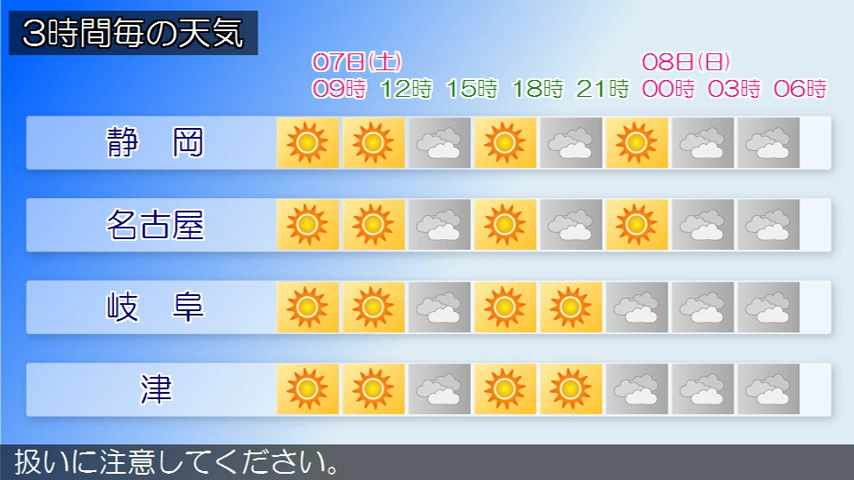 3時間毎の天気
07日(土) 08日(日)
09時 12時 15時 18時 21時 00時 03時 06時
静　岡
名古屋
岐　阜
津
扱いに注意してください。